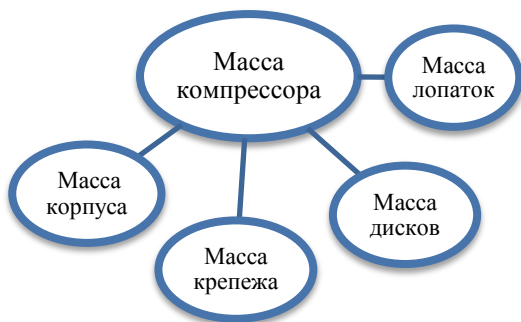 Масса
компрессора
Масса
лопаток
Масса
корпуса
Масса
дисков
Масса
крепежа